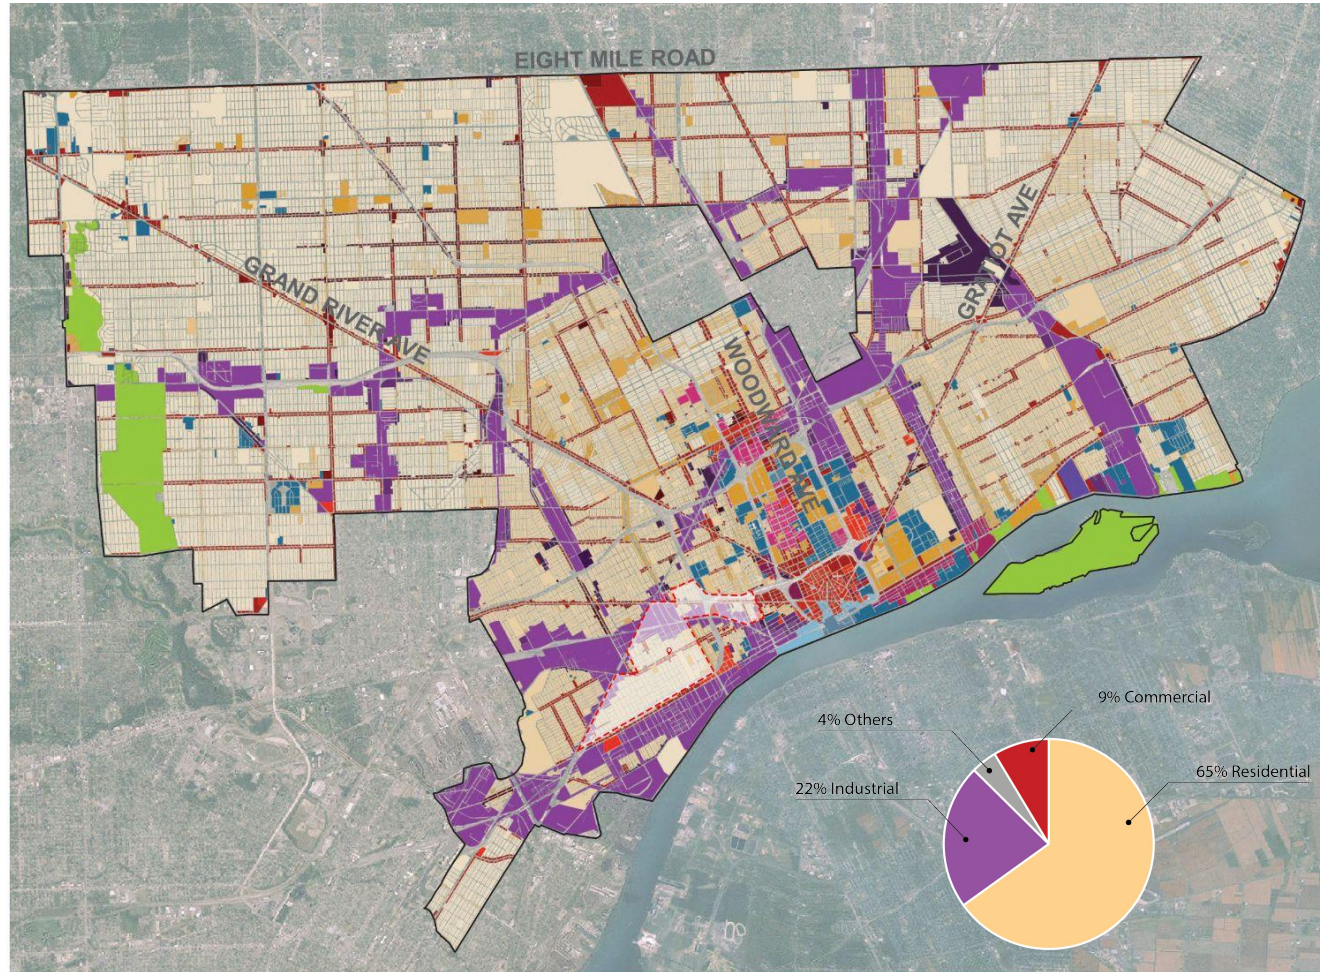 EIGHT MILE ROAD
GRAND RIVER AVE
GRATIOT AVE
WOODWARD AVE
9% Commercial
4% Others
65% Residential
22% Industrial